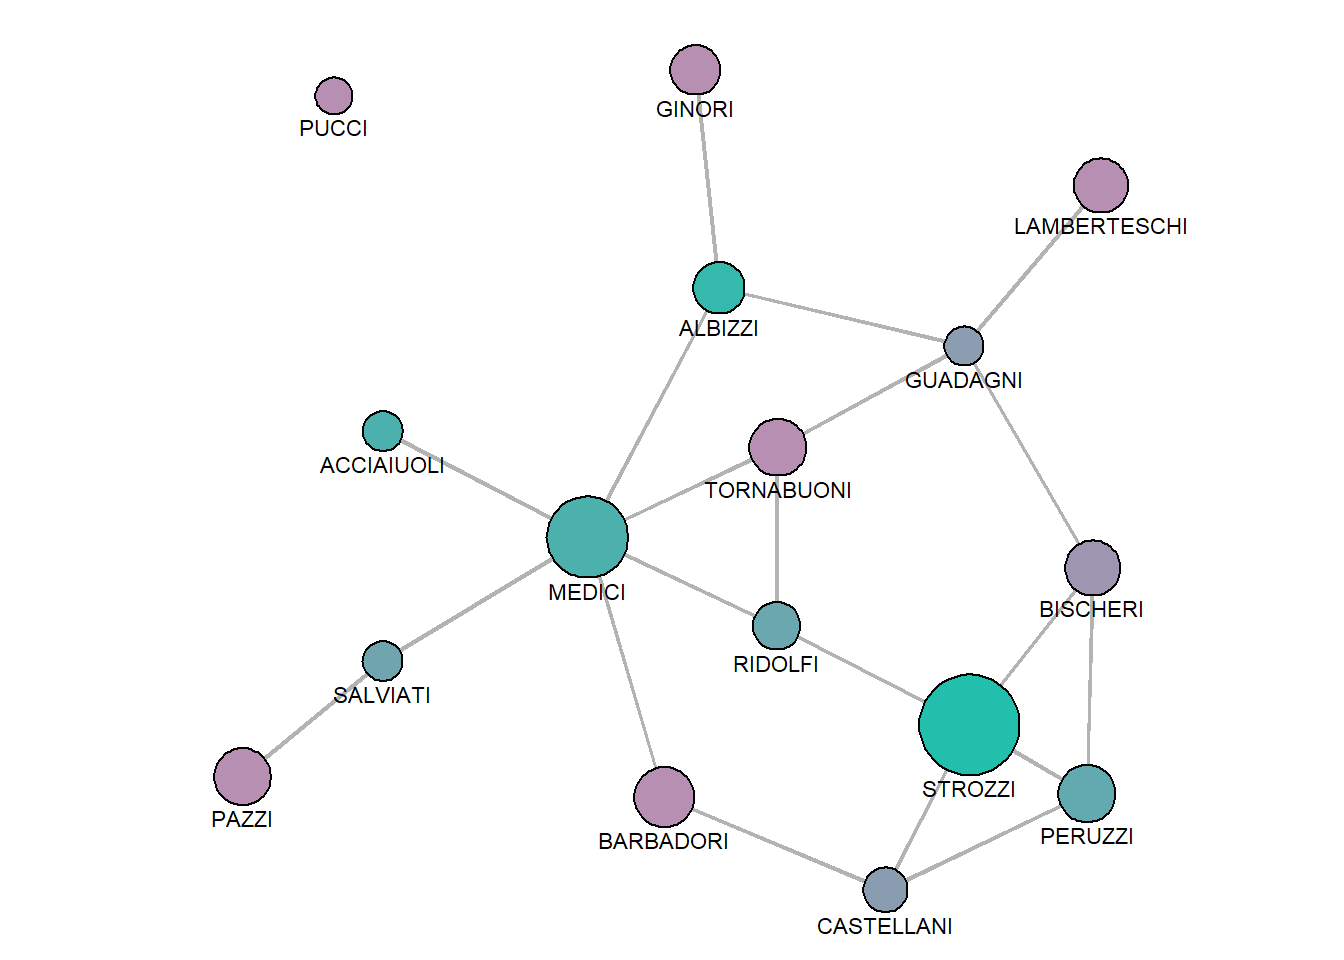 GINORI
PUCCI
LAMBERTESCHI
ALBIZZI
GUADAGNI
ACCIAIUOLI
TORNABUONI
MEDICI
BISCHERI
RIDOLFI
SALVIATI
STROZZI
PAZZI
PERUZZI
BARBADORI
CASTELLANI